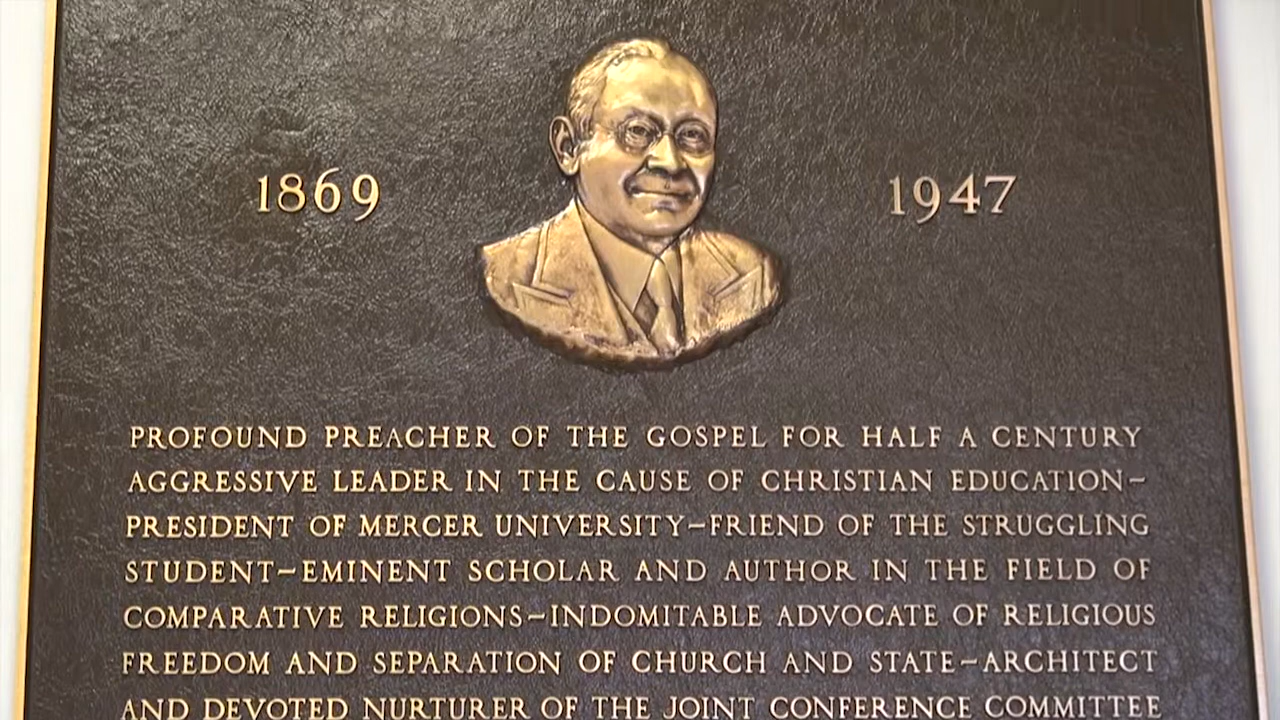 1869 1947
PROFOUND PREACHER OF THE GOSPEL FOR HALF A CENTURY
AGGRESSIVE LEADER IN THE CAUSE OF CHRISTIAN EDUCATION–
PRESIDENT OF MERCER UNIVERSITY–FRIEND OF THE STRUGGLING
STUDENT–EMINENT SCHOLAR AND AUTHOR IN THE FIELD OF
COMPARATIVE RELIGIONS–INDOMITABLE ADVOCATE OF RELIGIOUS
FREEDOM AND SEPARATION OF CHURCH AND STATE–ARCHITECT
AND DEVOTED NURTURER OF THE JOINT CONFERENCE COMMITTEE